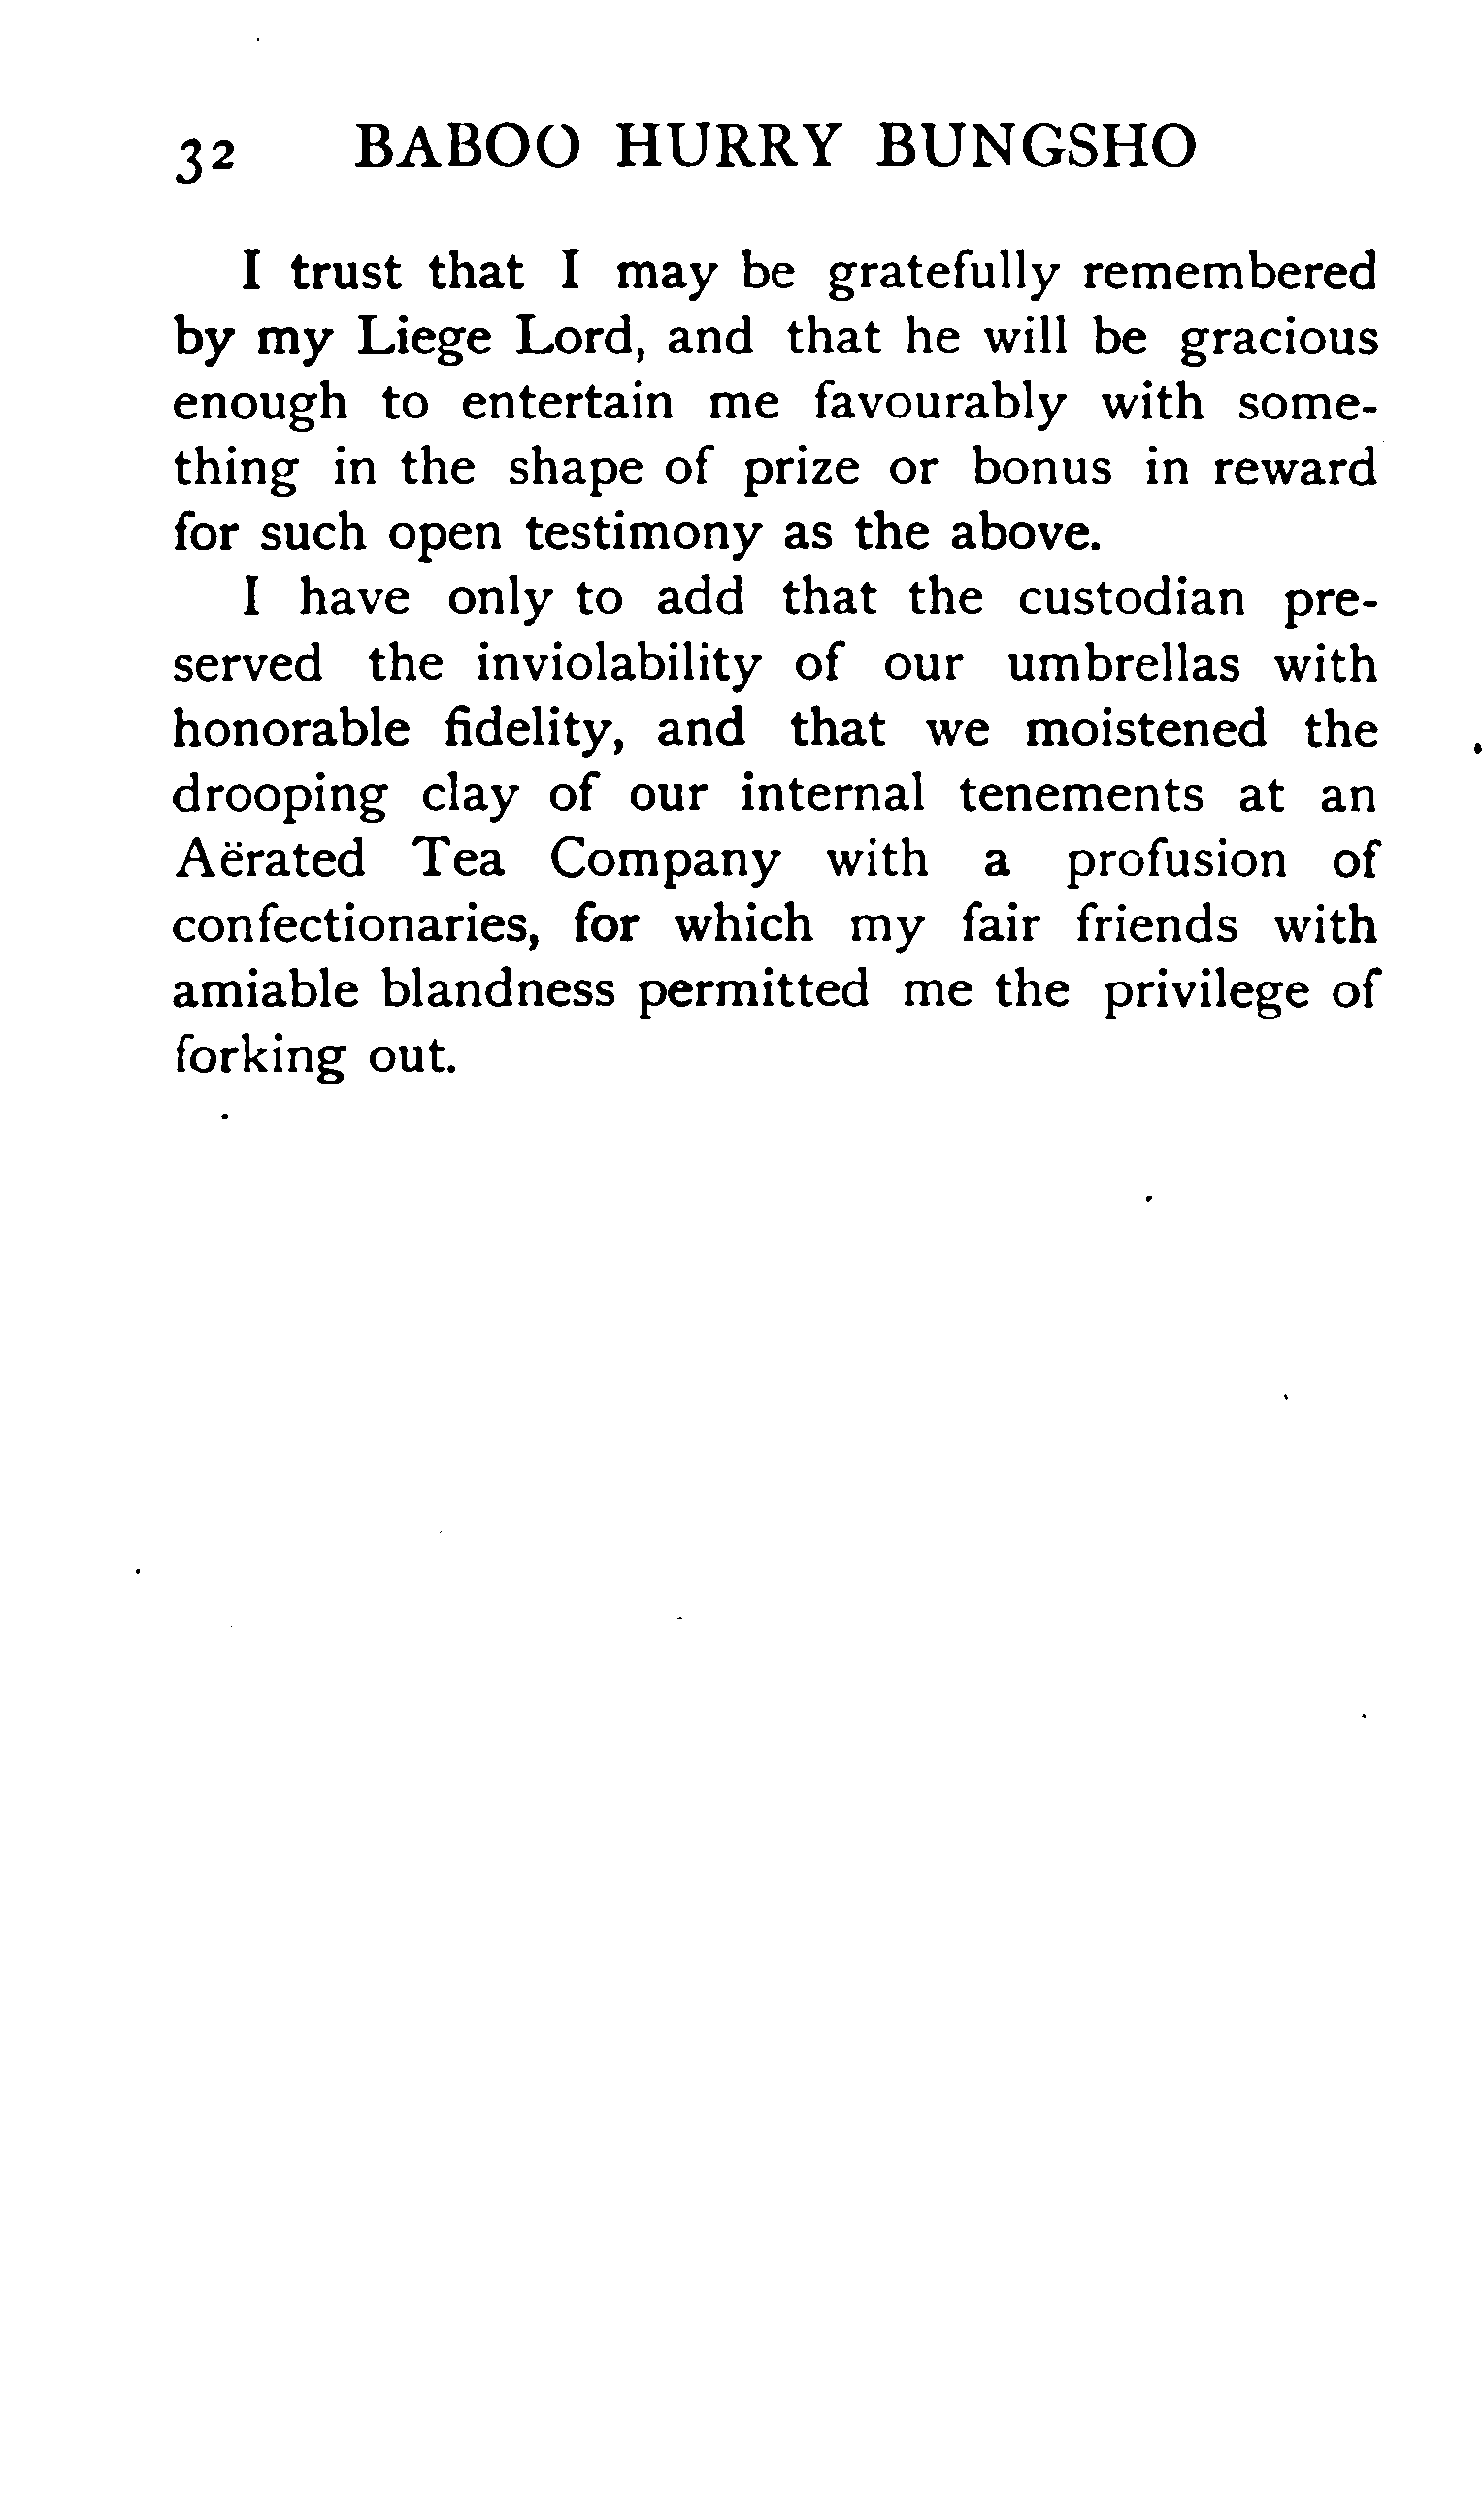 32 BABOO HURRY BUNGSHO
I trust that I may be gratefully remembered
by my Liege Lord, and that he will be gracious
enough to entertain me favourably with some-
thing in the shape of prize or bonus in reward
for such open testimony as the above.
I have only to add that the custodian pre-
served the inviolability of our umbrellas with
honorable fidelity, and that we moistened the
drooping clay of our internal tenements at an
Aërated Tea Company with a profusion of
confectionaries, for which my fair friends with
amiable blandness permitted me the privilege of
forking out.